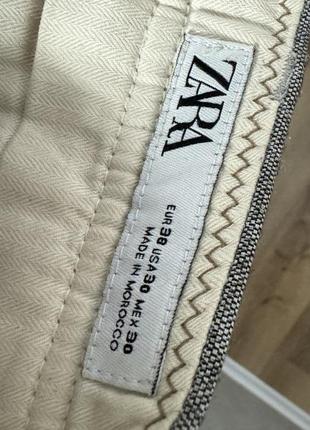 ZARA
EUR 38 USA 30 MEX 30
MADE IN MOROCCO